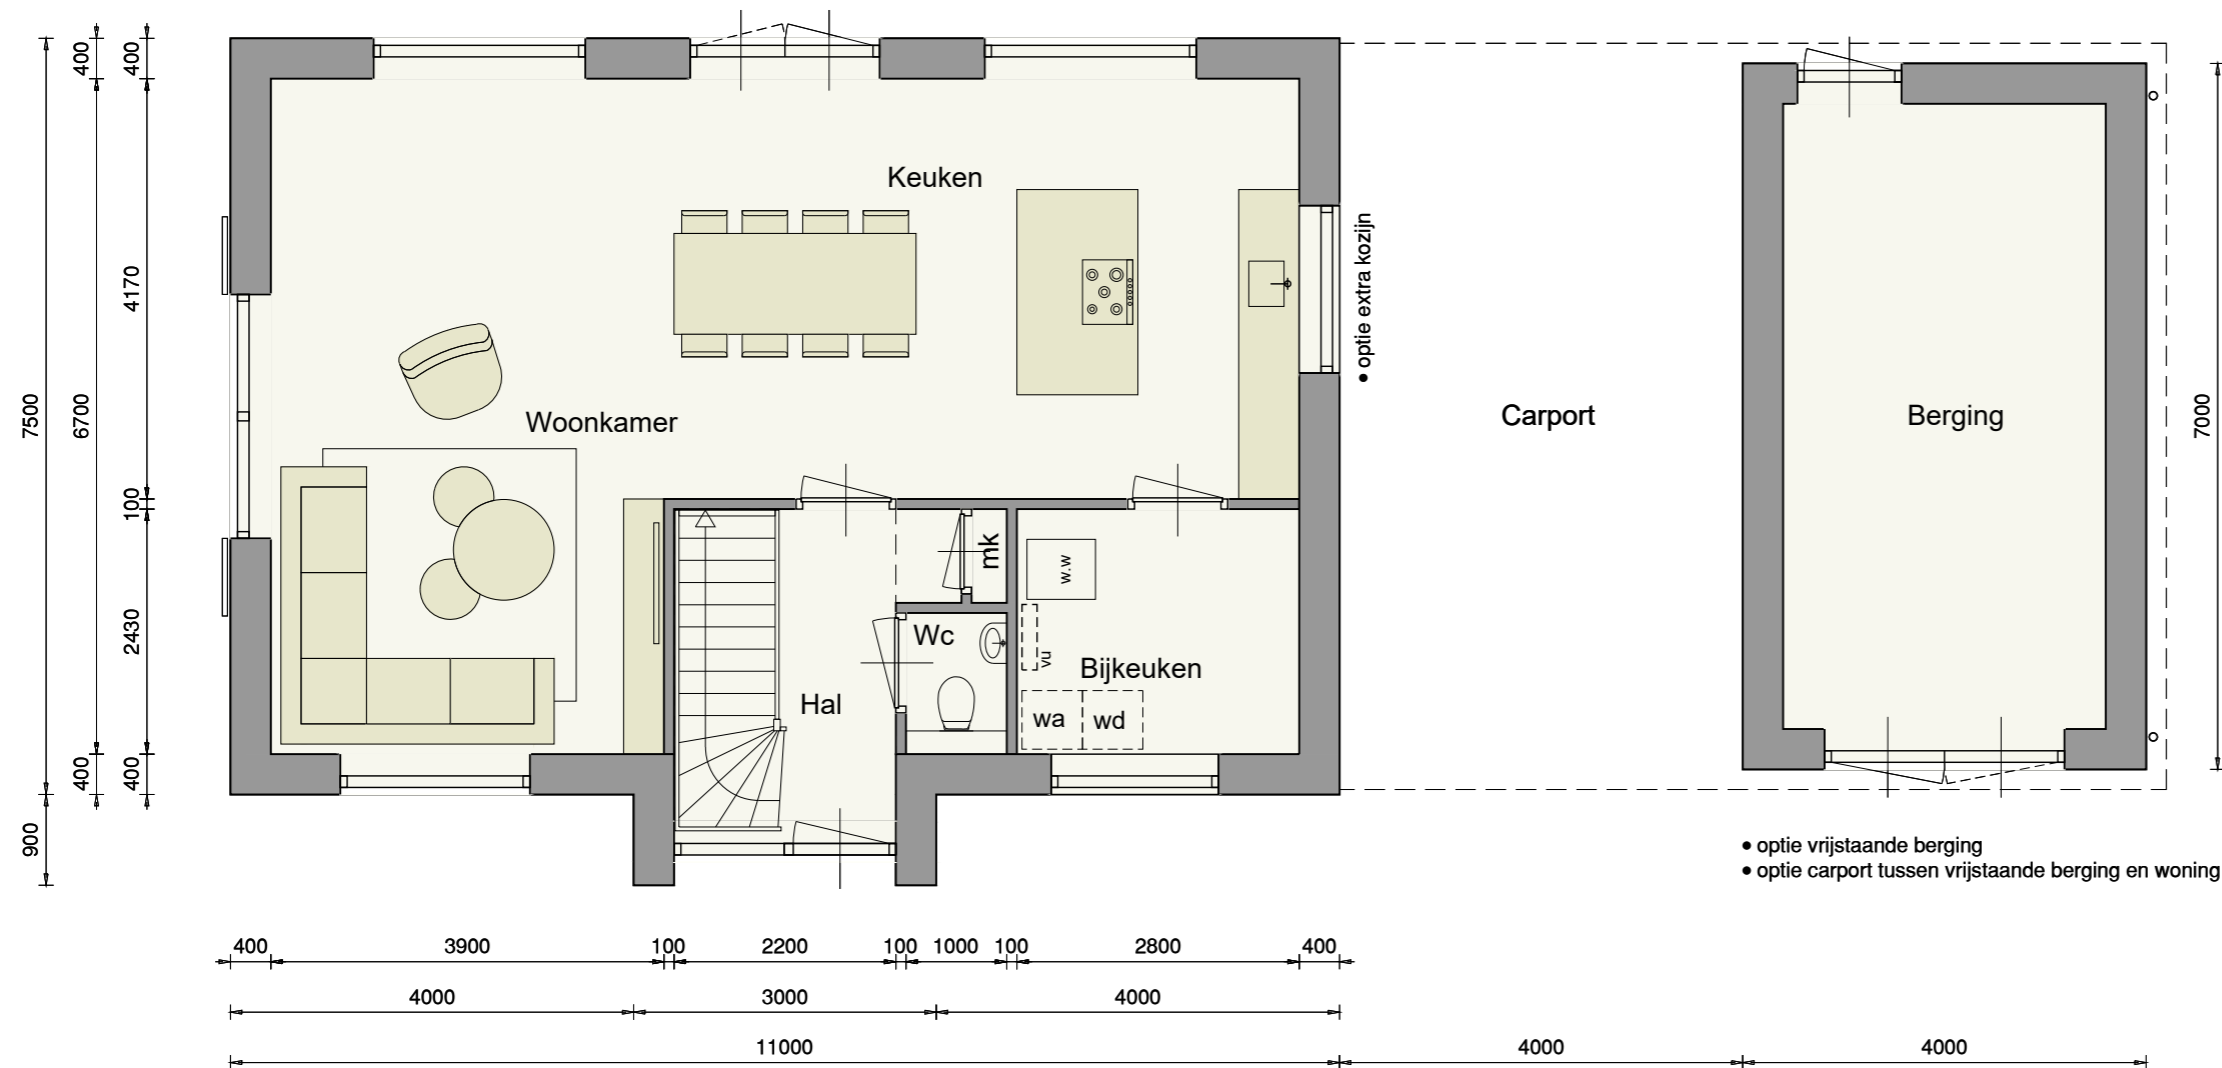 400
400
7500
6700
4170
100
2430
400
400
900
Keuken
Woonkamer
• optie extra kozijn
Carport
Berging
7000
mk
w.w
Wc
vu
Bijkeuken
Hal
wa
wd
• optie vrijstaande berging
• optie carport tussen vrijstaande berging en woning
400 3900 100 2200 100 1000 100 2800 400
4000 3000 4000
11000 4000 4000